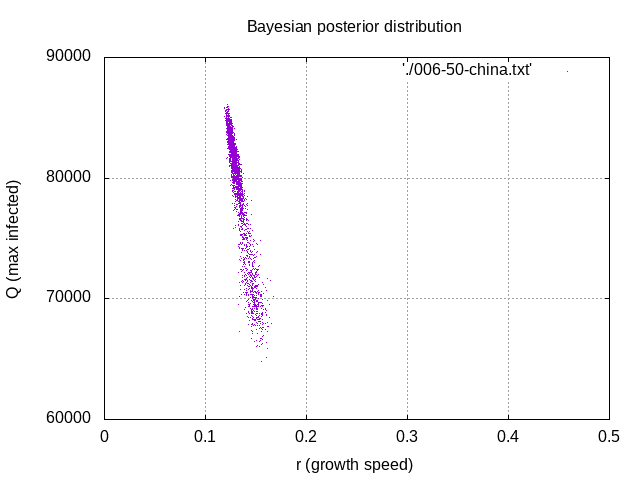 Bayesian posterior distribution
'./006-50-china.txt'
90000
80000
70000
60000
Q (max infected)
0
0.1
0.2
0.3
0.4
0.5
r (growth speed)